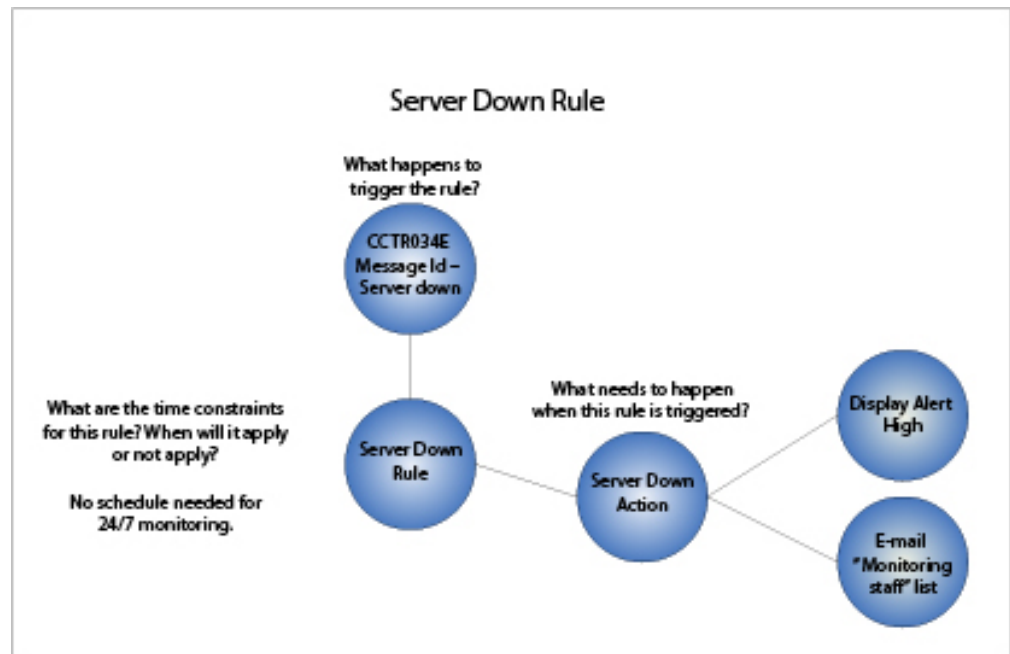 Server Down Rule
What happens to
trigger the rule?
CCTR034E
Message Id –
Server down
What are the time constraints
for this rule? When will it apply
or not apply?
No schedule needed for
24/7 monitoring.
Server Down
Rule
What needs to happen
when this rule is triggered?
Server Down
Action
Display Alert
High
E-mail
"Monitoring
staff" list